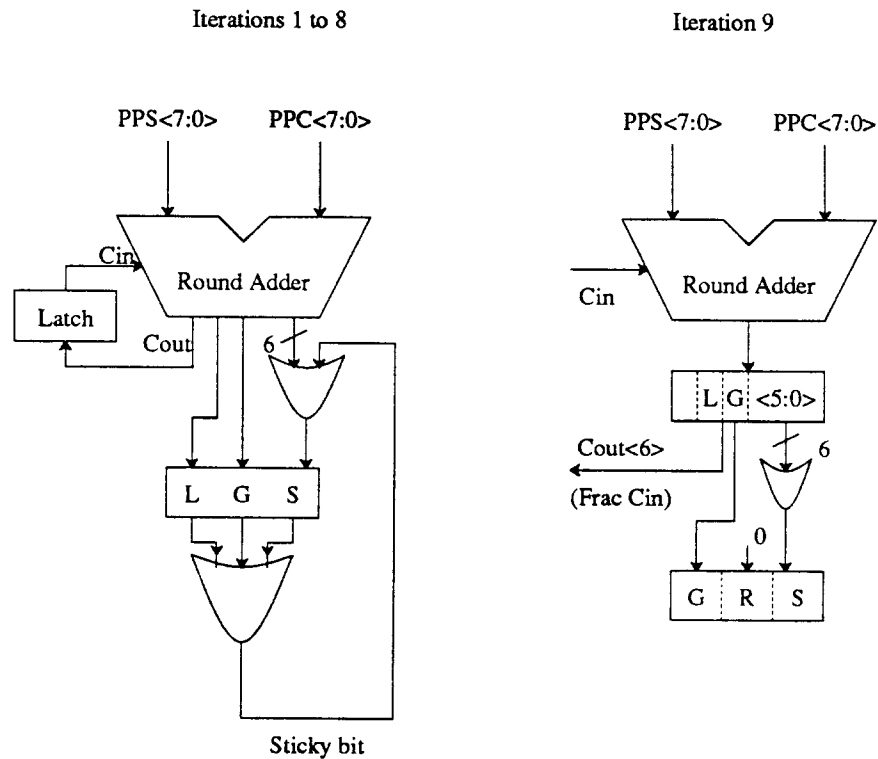 Iterations 1 to 8
Iteration 9
PPS<7:0>
PPC<7:0>
PPS<7:0>
PPC<7:0>
Cin
Round Adder
Latch
Cout
6
Cin
Round Adder
L G <5:0>
Cout<6>
6
(Frac Cin)
L G S
0
G R S
Sticky bit